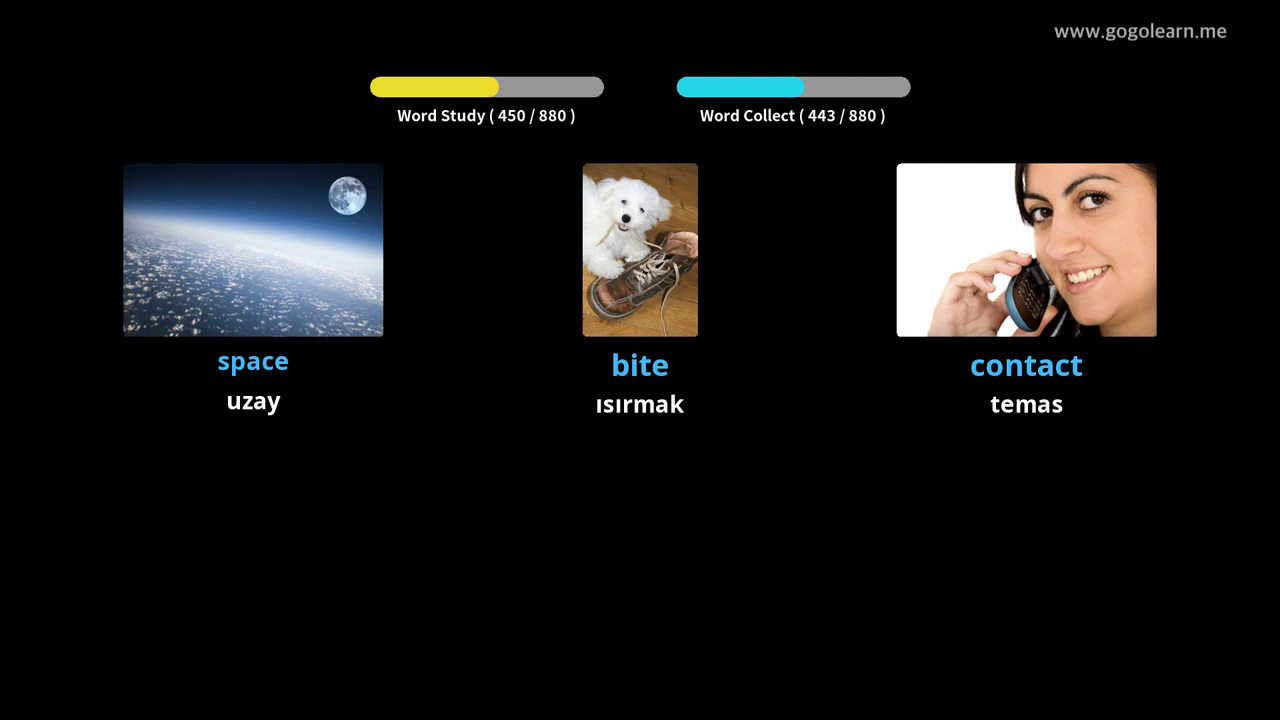 www.gogolearn.me
Word Study ( 450 / 880 )
Word Collect ( 443 / 880 )
space
bite
contact
uzay
ısırmak
temas